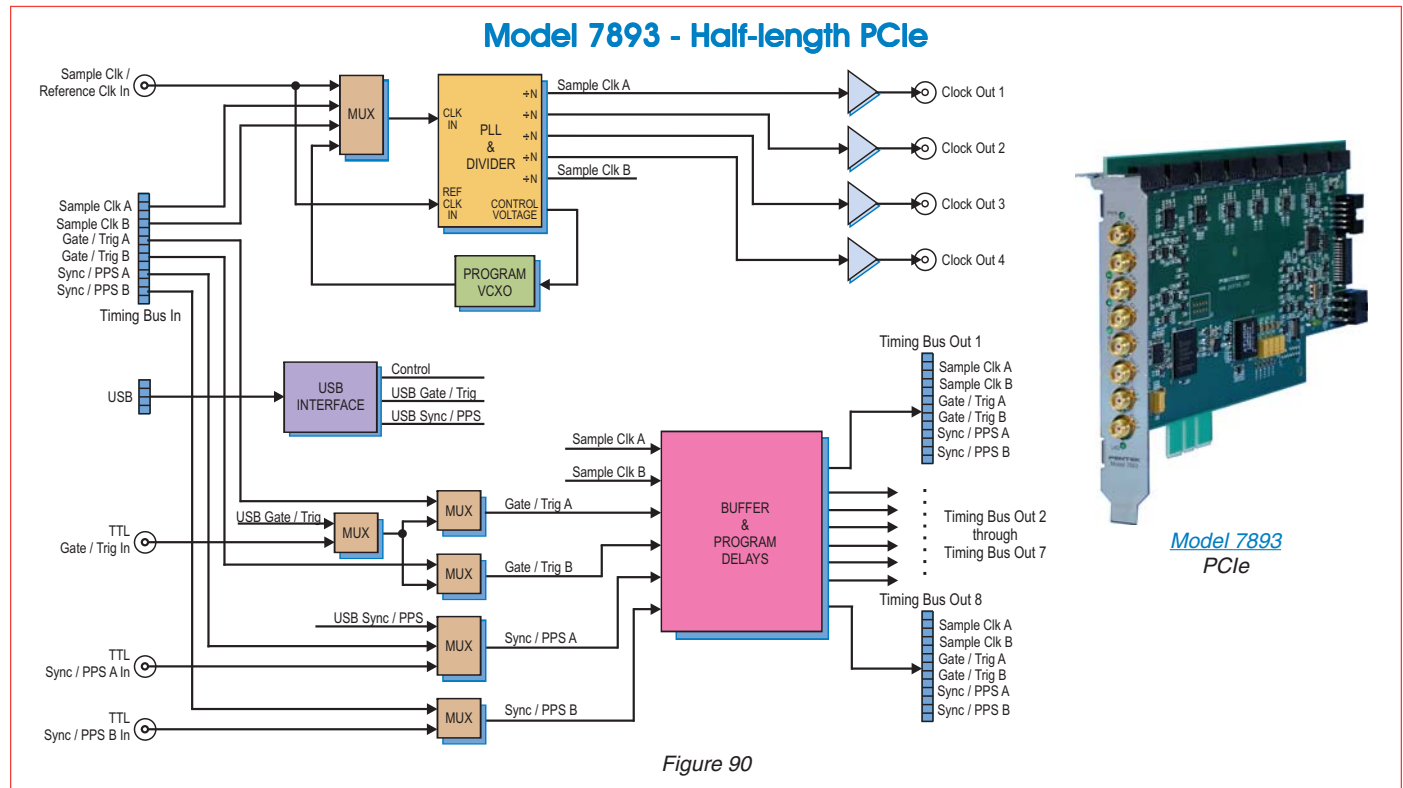 Model 7893 - Half-length PCIe
Sample Clk /
Reference Clk In
MUX
CLK
IN
PLL
&
DIVIDER
REF
CLK
IN
CONTROL
VOLTAGE
÷N
÷N
÷N
÷N
÷N
Sample Clk A
Sample Clk B
Clock Out 1
Clock Out 2
Clock Out 3
Clock Out 4
PROGRAM
VCXO
Sample Clk A
Sample Clk B
Gate / Trig A
Gate / Trig B
Sync / PPS A
Sync / PPS B
Timing Bus In
USB
USB
INTERFACE
Control
USB Gate / Trig
USB Sync / PPS
TTL
Gate / Trig In
USB Gate / Trig
MUX
MUX
Gate / Trig A
MUX
Gate / Trig B
USB Sync / PPS
TTL
Sync / PPS A In
MUX
Sync / PPS A
TTL
Sync / PPS B In
MUX
Sync / PPS B
Sample Clk A
Sample Clk B
BUFFER
&
PROGRAM
DELAYS
Timing Bus Out 1
Sample Clk A
Sample Clk B
Gate / Trig A
Gate / Trig B
Sync / PPS A
Sync / PPS B
Timing Bus Out 2
through
Timing Bus Out 7
Timing Bus Out 8
Sample Clk A
Sample Clk B
Gate / Trig A
Gate / Trig B
Sync / PPS A
Sync / PPS B
PENTEK
Model 7893
Model 7893
PCIe
Figure 90